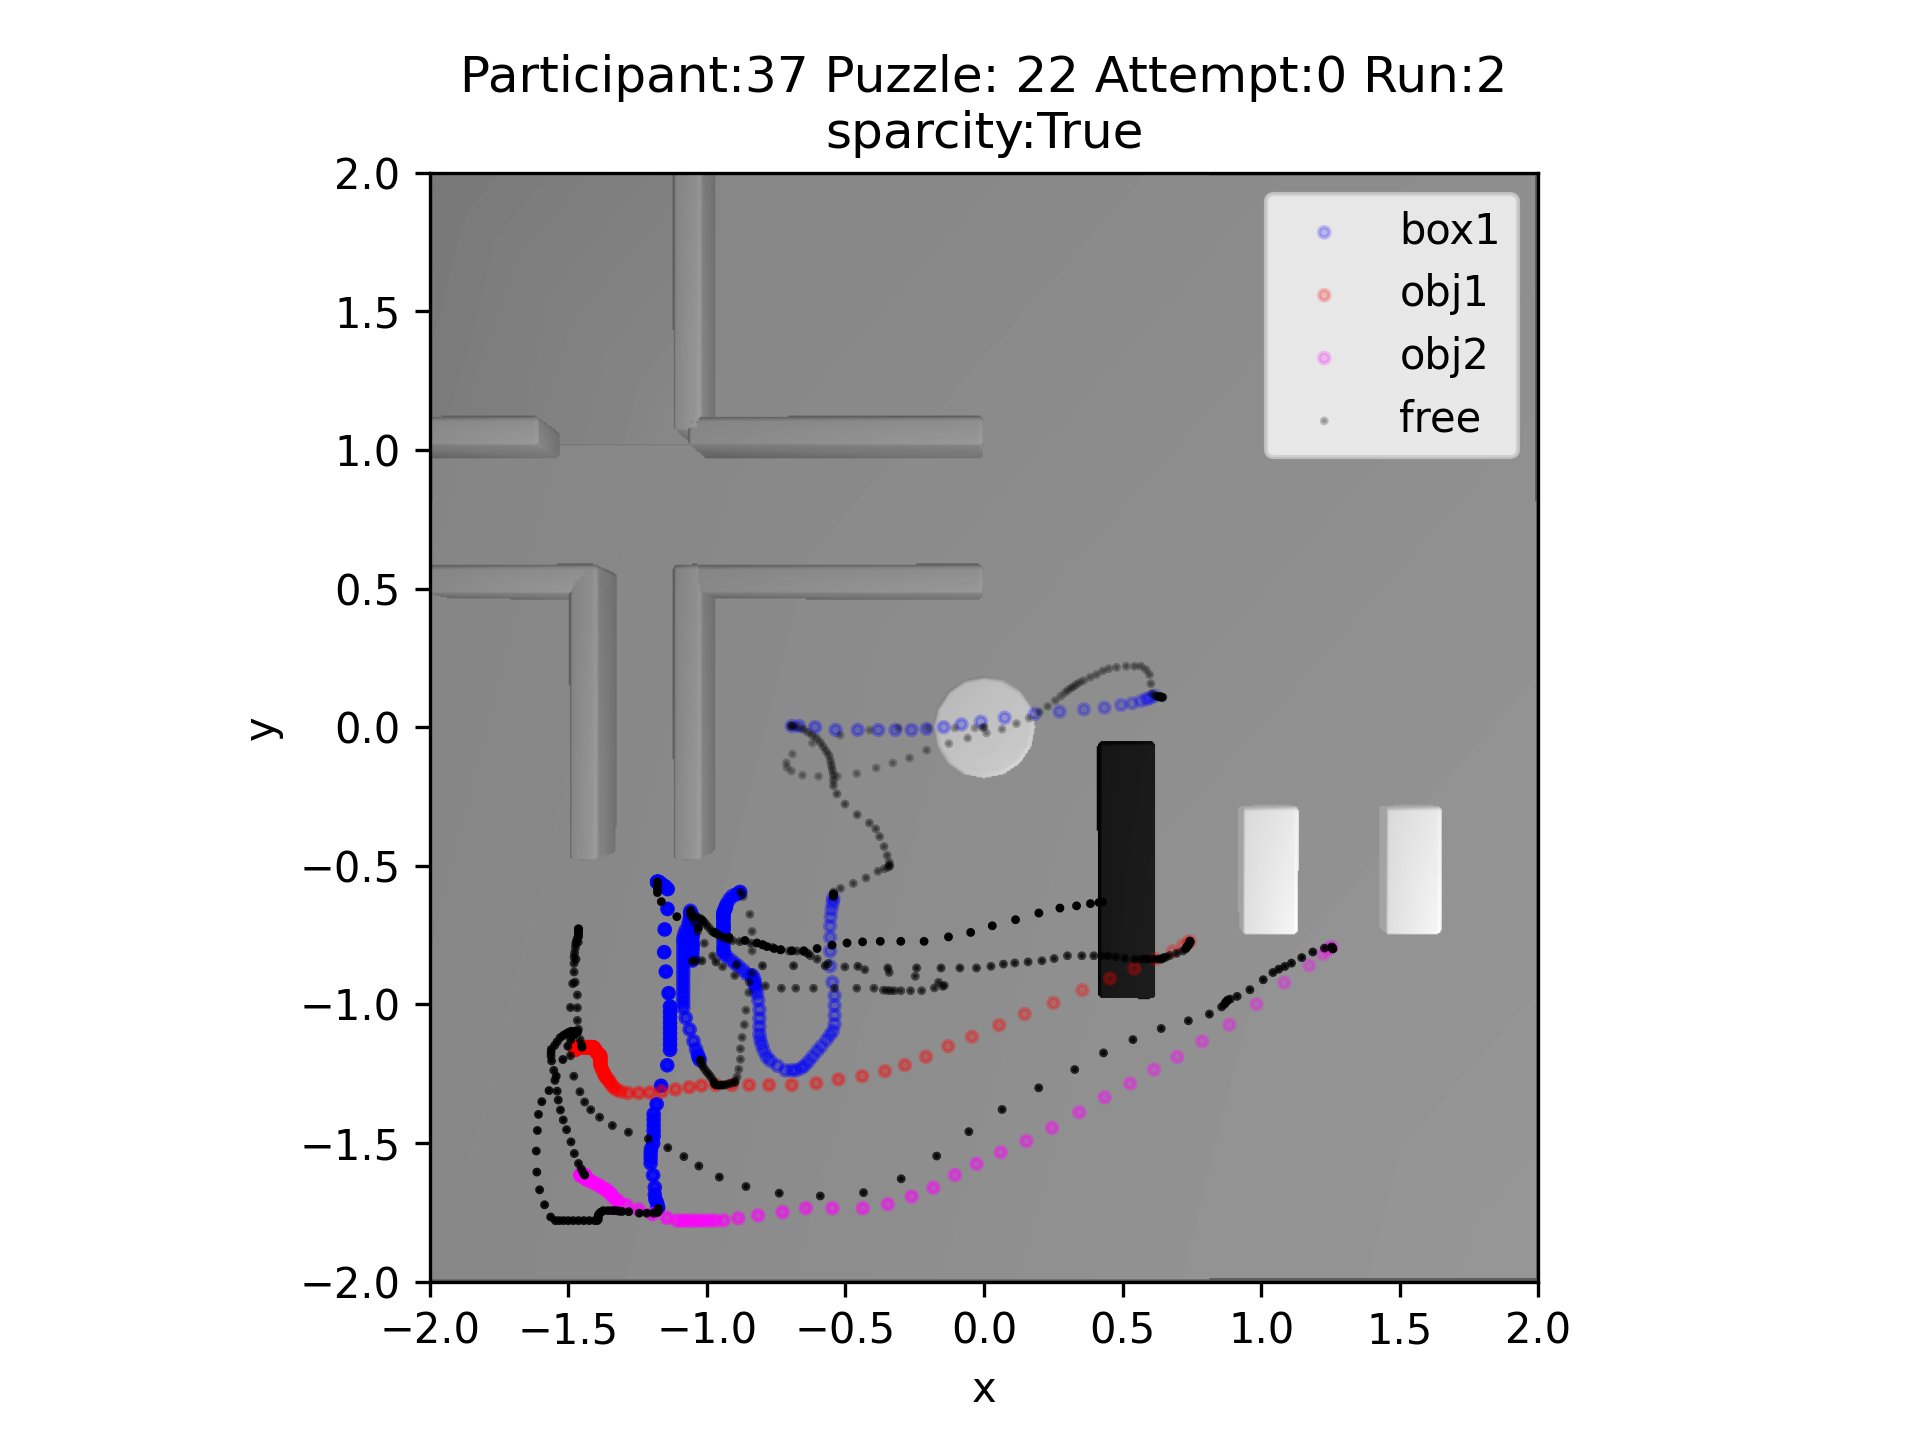 Participant:37 Puzzle: 22 Attempt:0 Run:2
sparcity:True
box1
obj1
obj2
free
2.0
1.5
1.0
0.5
0.0
−0.5
−1.0
−1.5
−2.0
y
−2.0 −1.5 −1.0 −0.5 0.0 0.5 1.0 1.5 2.0
x